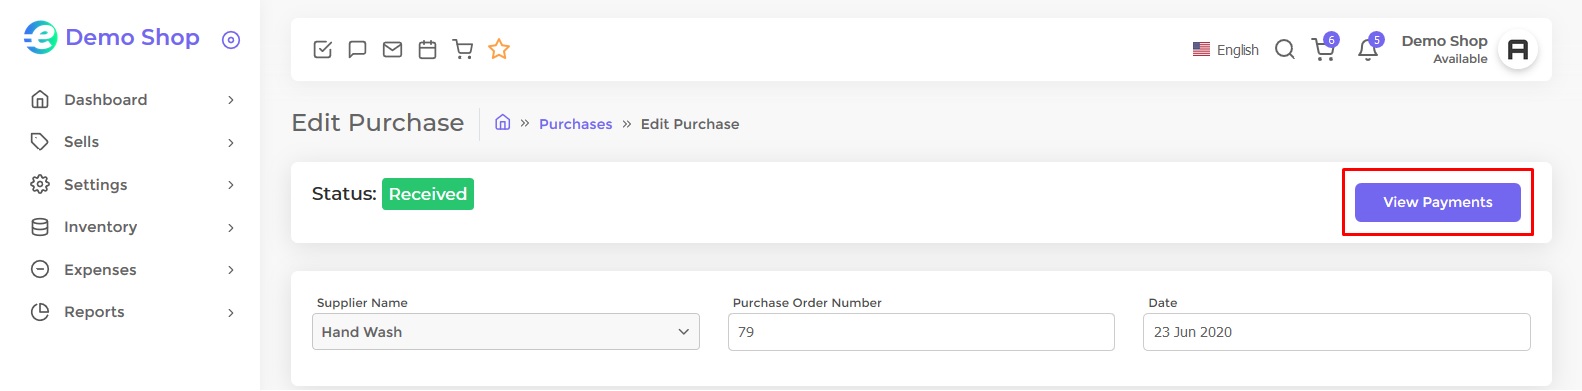 Demo Shop
Dashboard
Sells
Settings
Inventory
Expenses
Reports
English
6
5
Demo Shop
Available
Edit Purchase
» Purchases » Edit Purchase
Status: Received
View Payments
Supplier Name
Hand Wash
Purchase Order Number
79
Date
23 Jun 2020